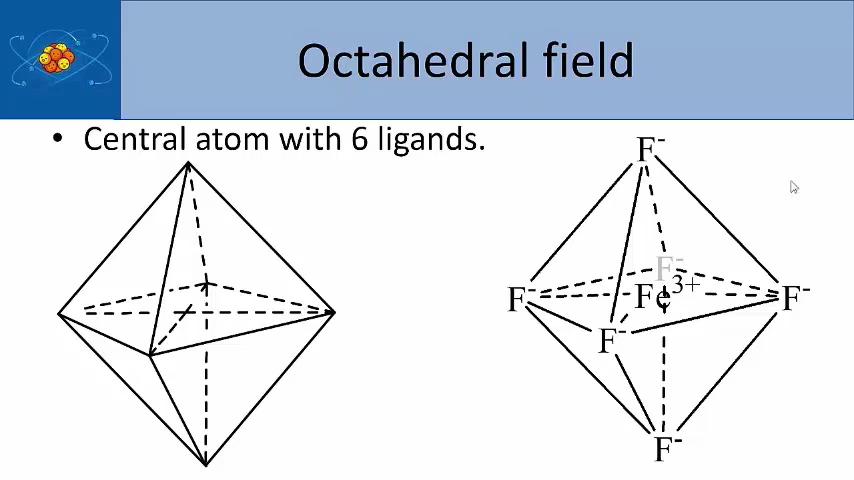 Octahedral field
• Central atom with 6 ligands.
F⁻
F⁻
Fe³⁺
F⁻
F⁻
F⁻
F⁻